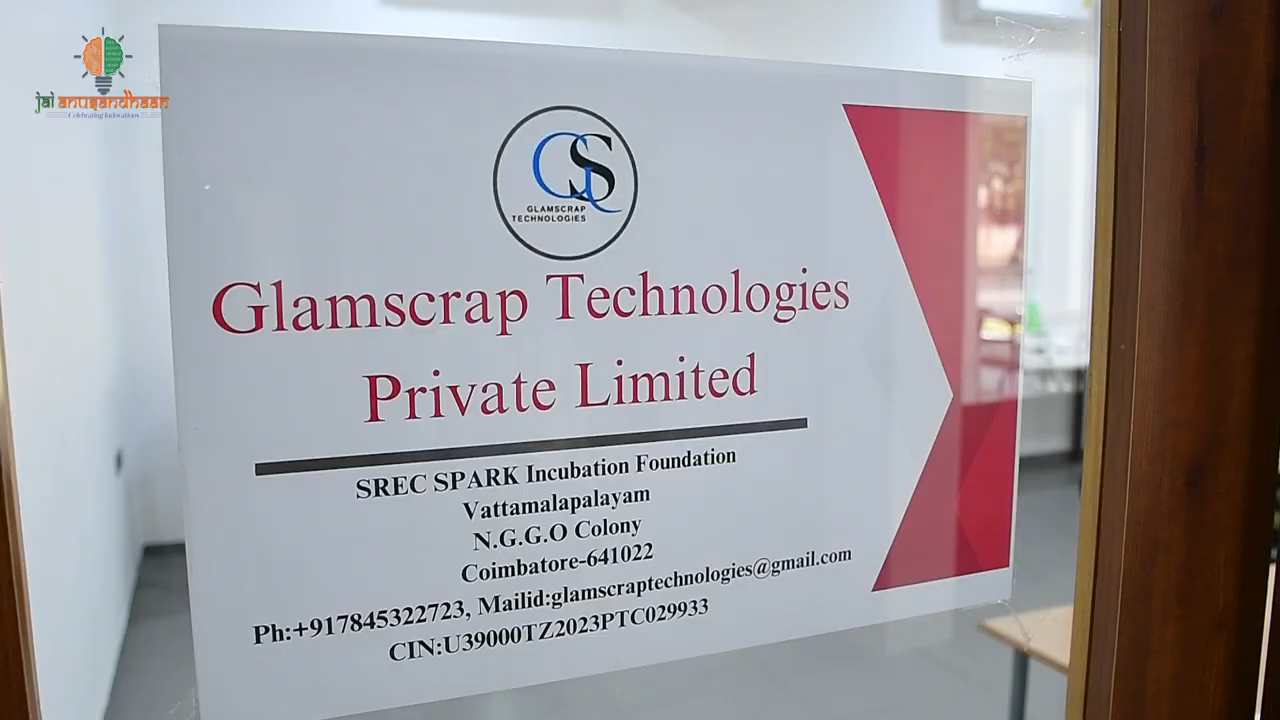 jai anusandhaan
Celebrating Innovations
GS
GLAMSCRAP
TECHNOLOGIES
Glamscrap Technologies
Private Limited
SREC SPARK Incubation Foundation
Vattamalapalayam
N.G.G.O Colony
Coimbatore-641022
Ph:+917845322723, Mailid:glamscraptechnologies@gmail.com
CIN:U39000TZ2023PTC029933